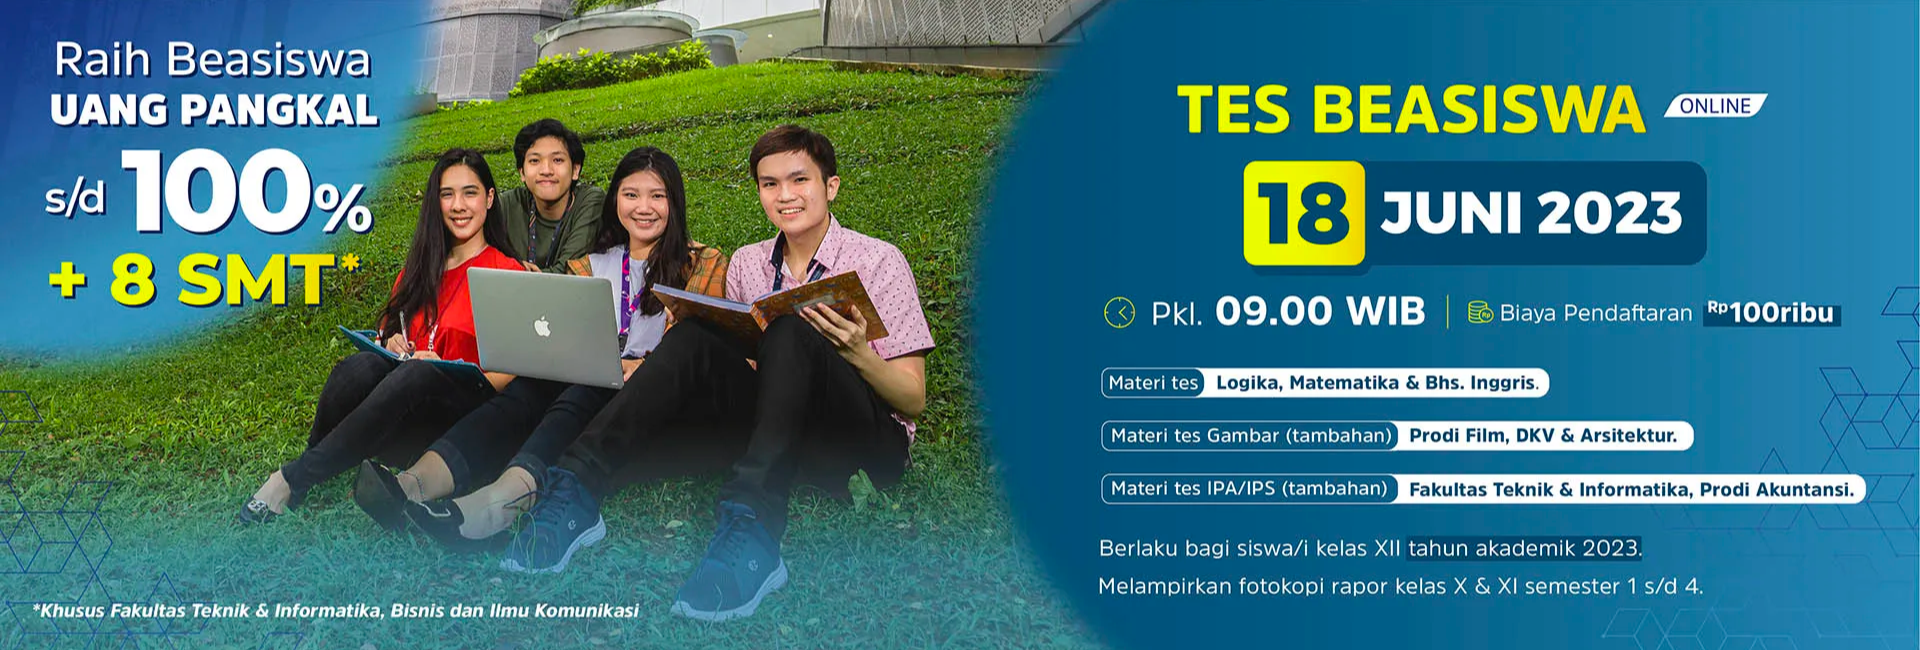 Raih Beasiswa
UANG PANGKAL
s/d 100%
+ 8 SMT*
*Khusus Fakultas Teknik & Informatika, Bisnis dan Ilmu Komunikasi
TES BEASISWA ONLINE
18 JUNI 2023
Pkl. 09.00 WIB | Rp Biaya Pendaftaran Rp100ribu
Materi tes Logika, Matematika & Bhs. Inggris.
Materi tes Gambar (tambahan) Prodi Film, DKV & Arsitektur.
Materi tes IPA/IPS (tambahan) Fakultas Teknik & Informatika, Prodi Akuntansi.
Berlaku bagi siswa/i kelas XII tahun akademik 2023.
Melampirkan fotokopi rapor kelas X & XI semester 1 s/d 4.